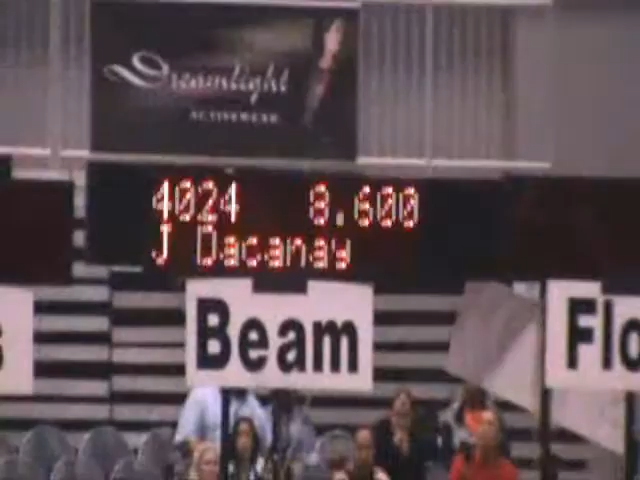 Dreamlight
ACTIVEWEAR
4024 8.600
J Dacanay
s
Beam
Flo